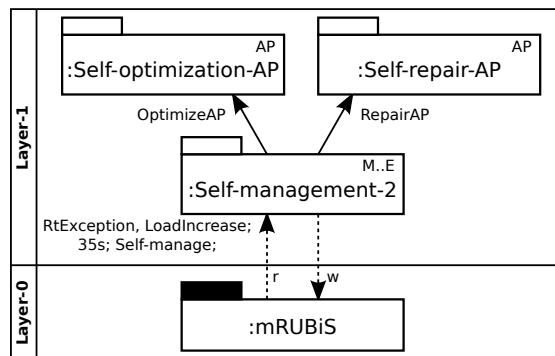 AP
:Self-optimization-AP
AP
:Self-repair-AP
OptimizeAP
RepairAP
Layer-1
M..E
:Self-management-2
RtException, LoadIncrease;
35s; Self-manage;
r
w
Layer-0
:mRUBiS